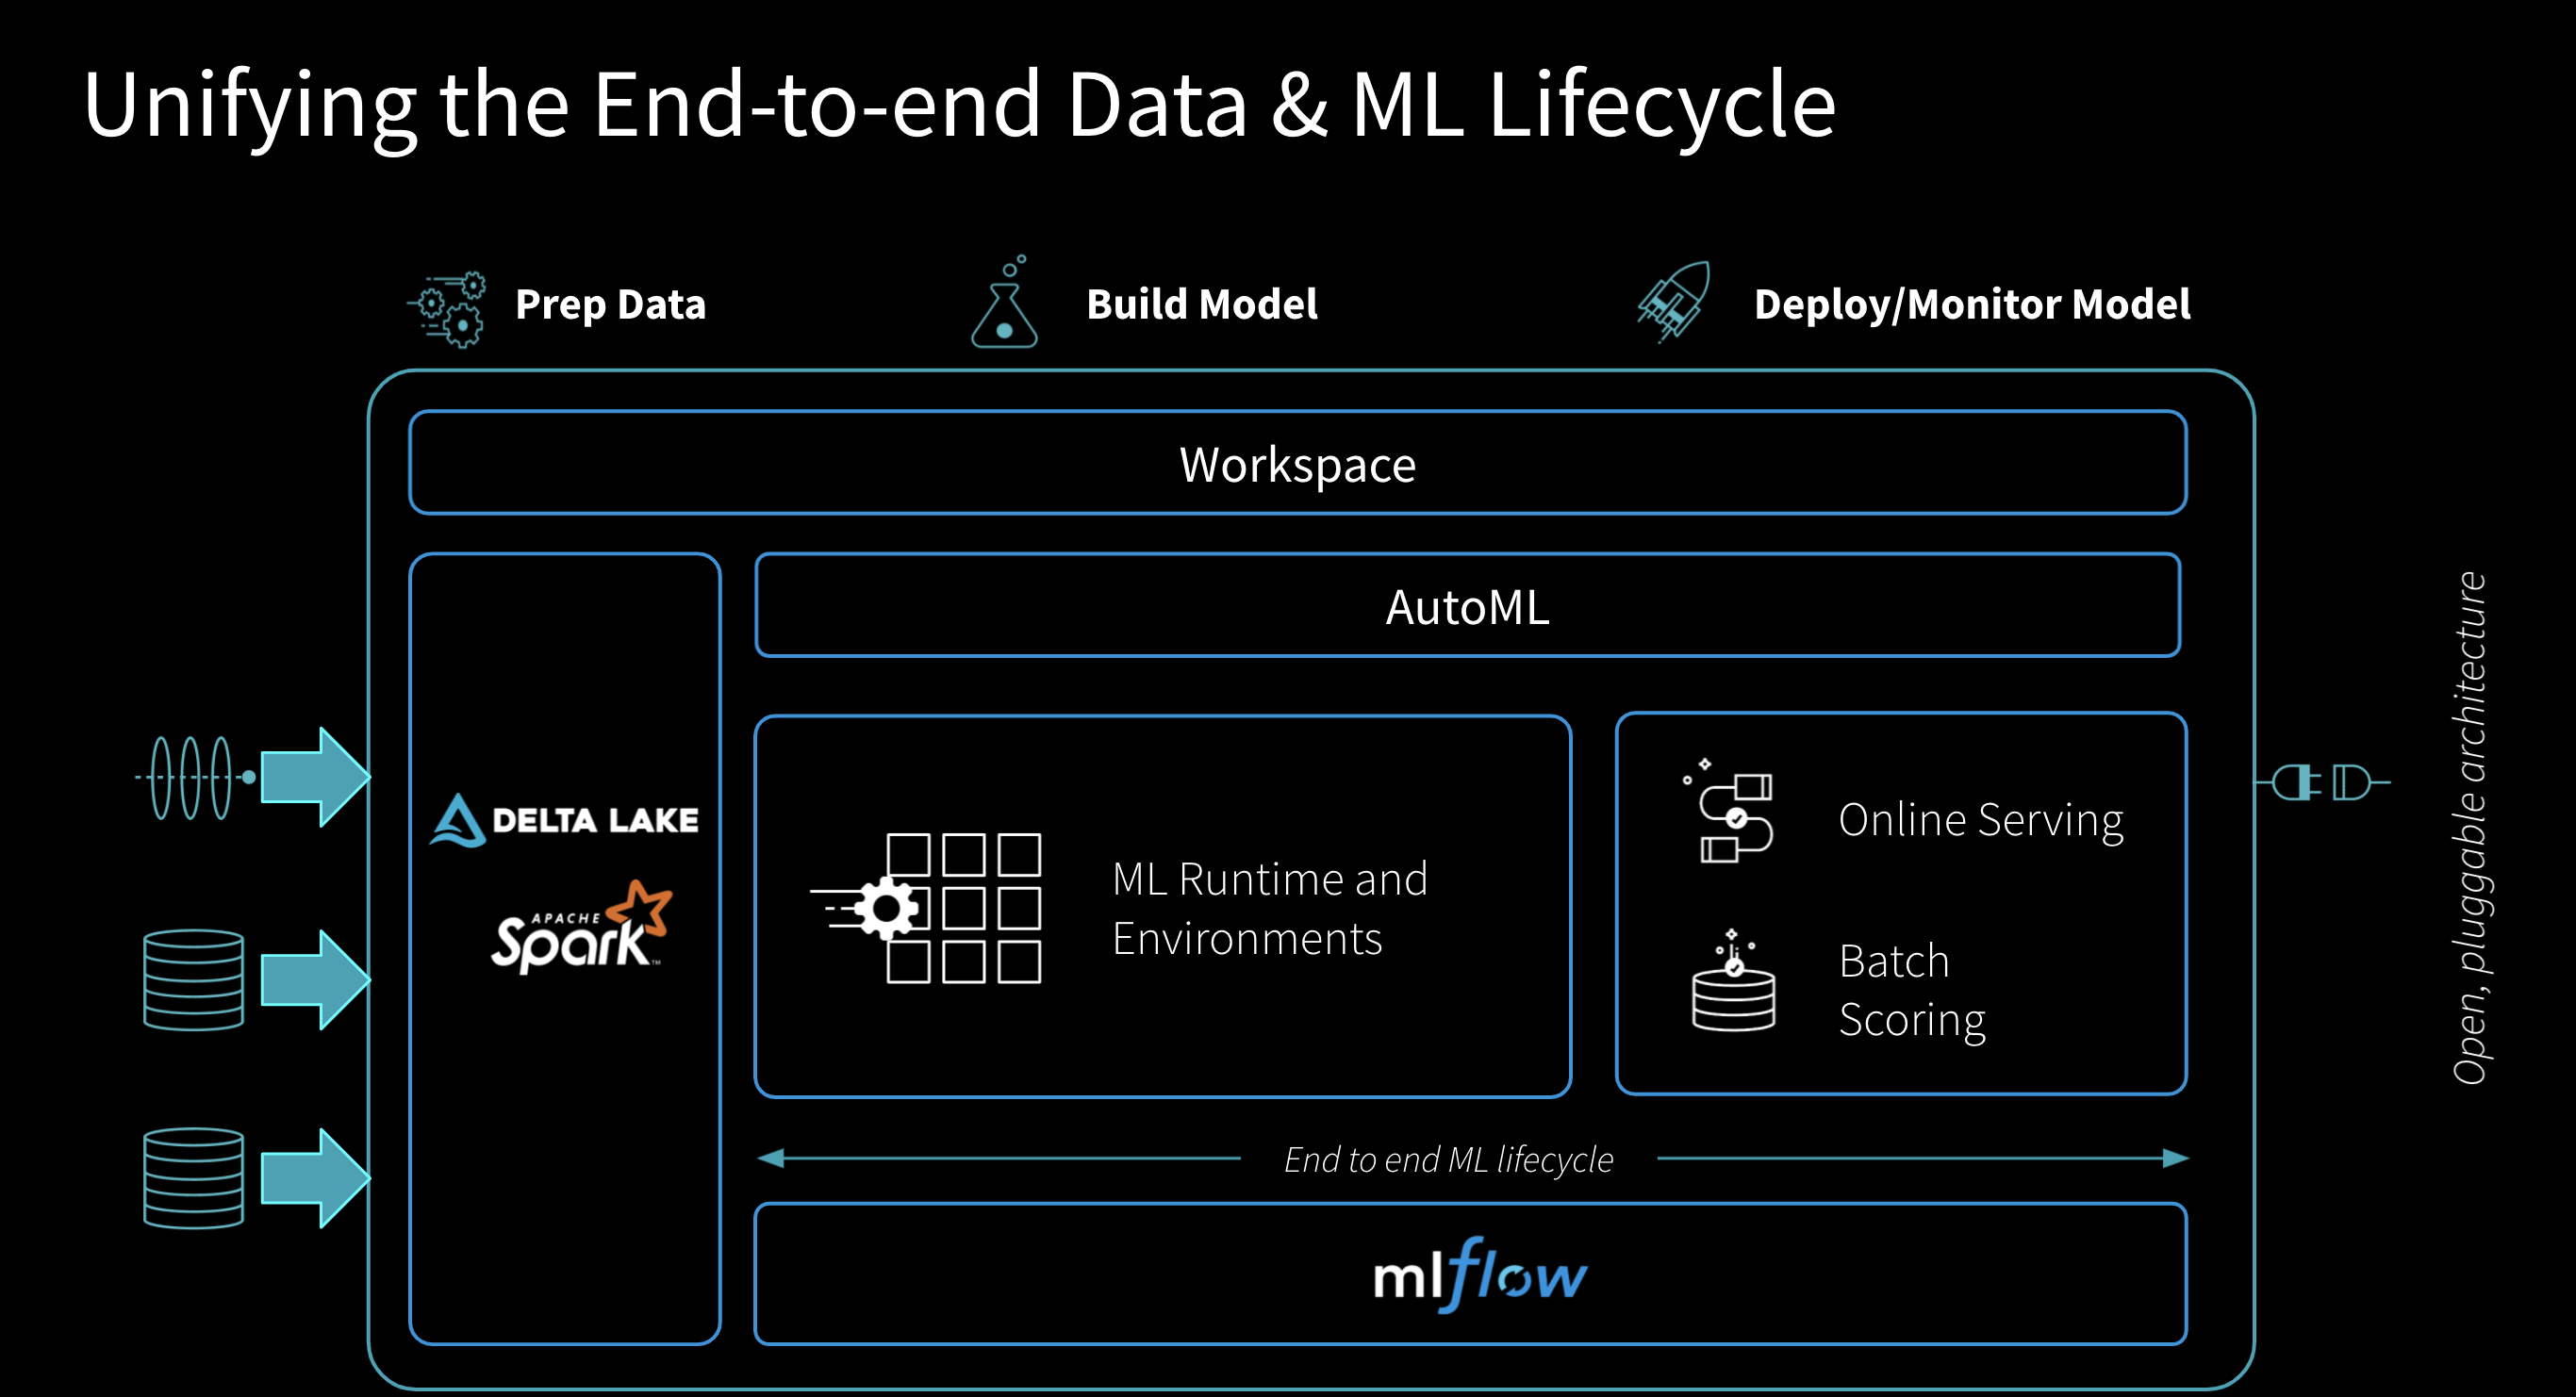 Unifying the End-to-end Data & ML Lifecycle
Prep Data
Build Model
Deploy/Monitor Model
Workspace
AutoML
DELTA LAKE
APACHE
Spark™
ML Runtime and
Environments
Online Serving
Batch
Scoring
End to end ML lifecycle
mlflow
Open, pluggable architecture